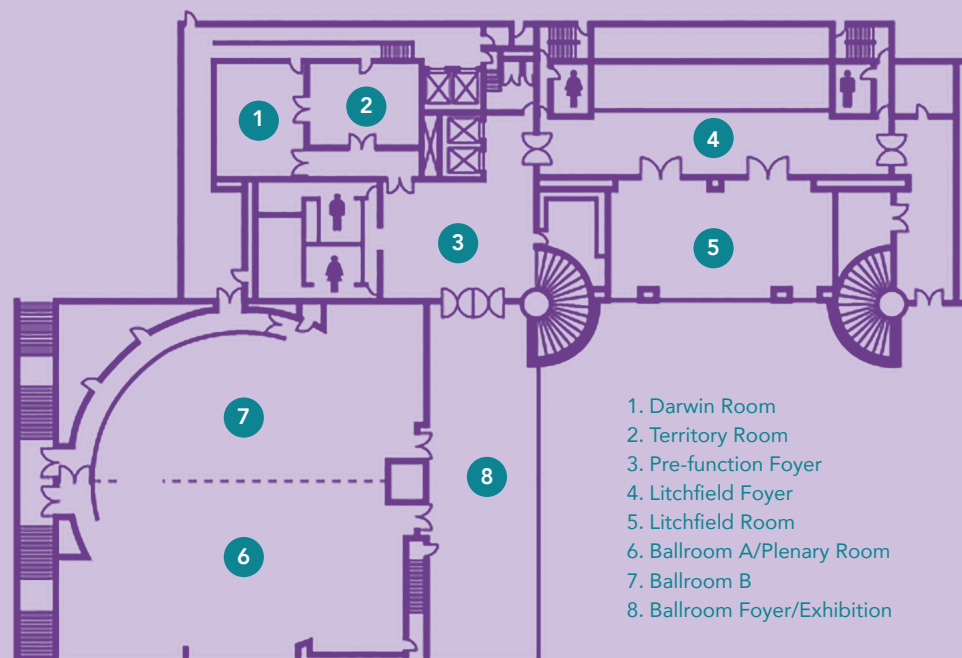 1
2
4
3
5
7
8
6
1. Darwin Room
2. Territory Room
3. Pre-function Foyer
4. Litchfield Foyer
5. Litchfield Room
6. Ballroom A/Plenary Room
7. Ballroom B
8. Ballroom Foyer/Exhibition